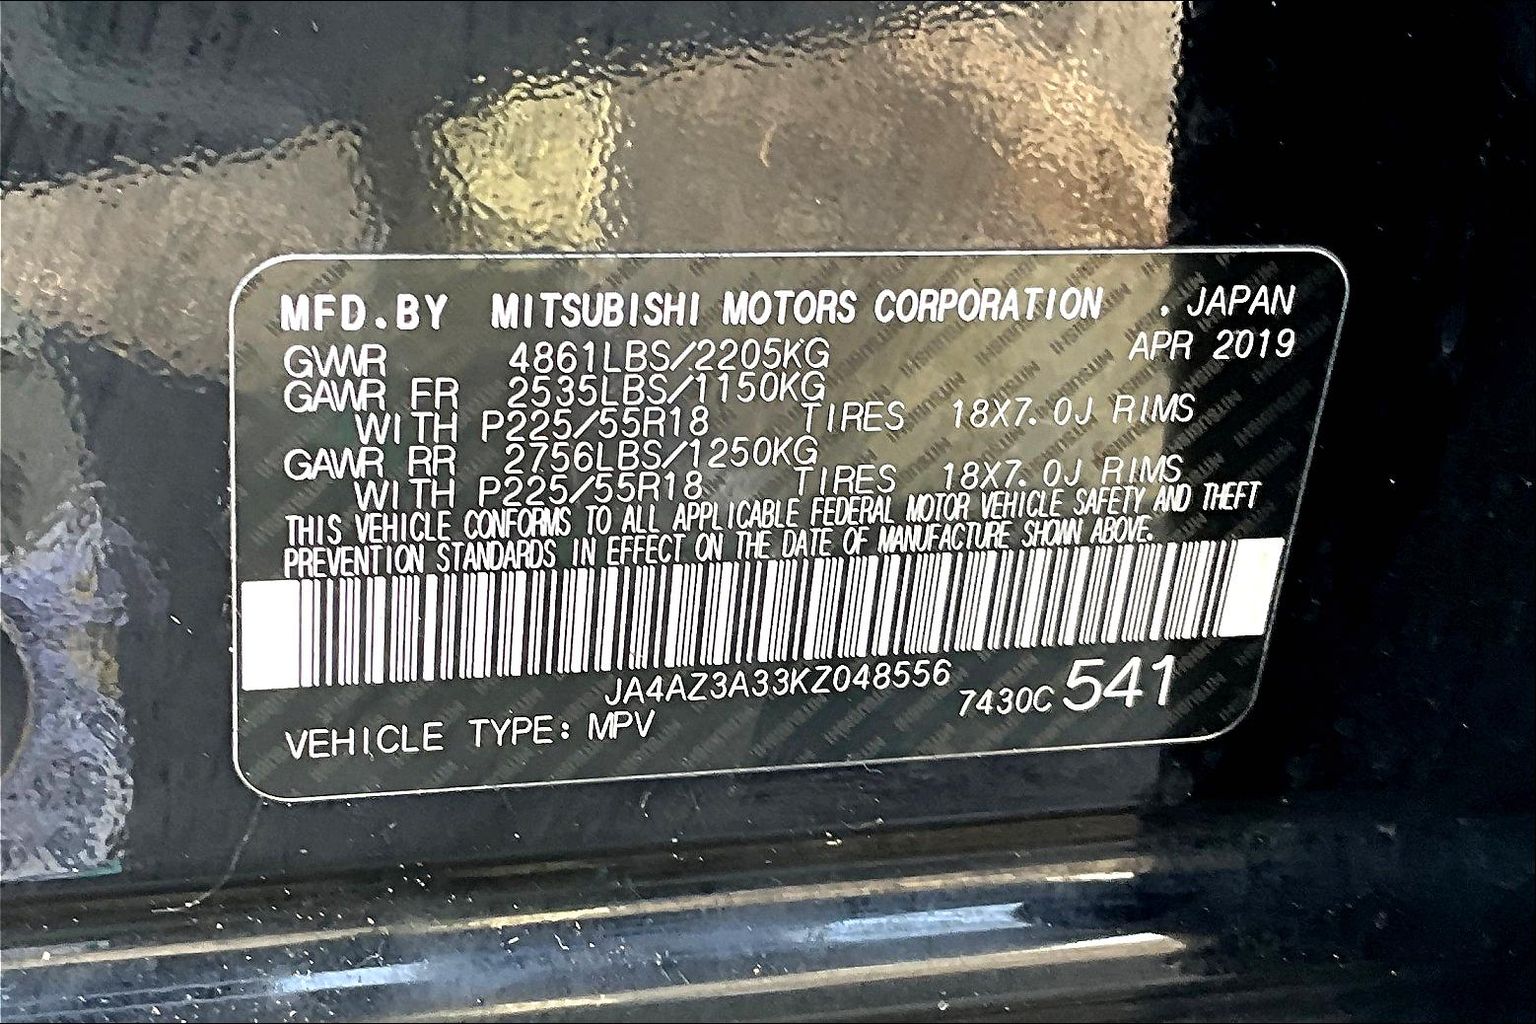 MFD.BY MITSUBISHI MOTORS CORPORATION . JAPAN
APR 2019
GVWR 4861LBS/2205KG
GAWR FR 2535LBS/1150KG
WITH P225/55R18 TIRES 18X7.0J RIMS
GAWR RR 2756LBS/1250KG
WITH P225/55R18 TIRES 18X7.0J RIMS
THIS VEHICLE CONFORMS TO ALL APPLICABLE FEDERAL MOTOR VEHICLE SAFETY AND THEFT
PREVENTION STANDARDS IN EFFECT ON THE DATE OF MANUFACTURE SHOWN ABOVE.
JA4AZ3A33KZ048556
7430C 541
VEHICLE TYPE: MPV